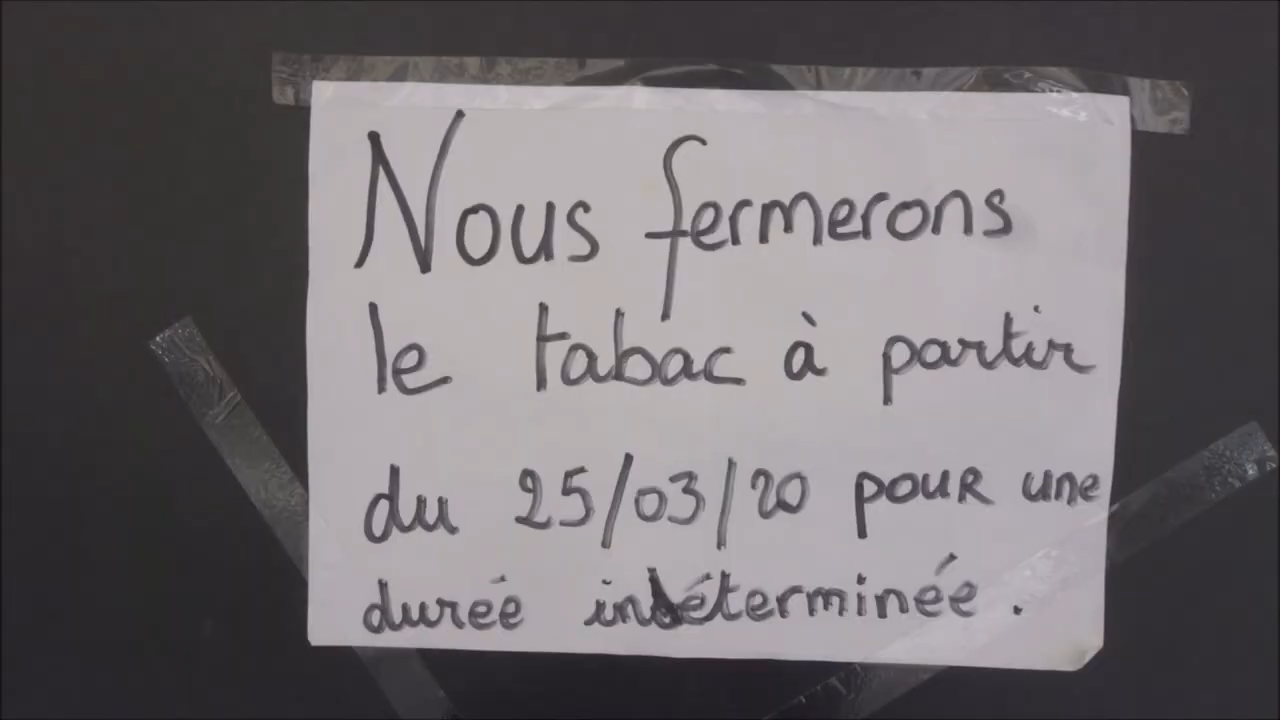 Nous fermerons
le tabac à partir
du 25/03/20 pour une
durée indéterminée.